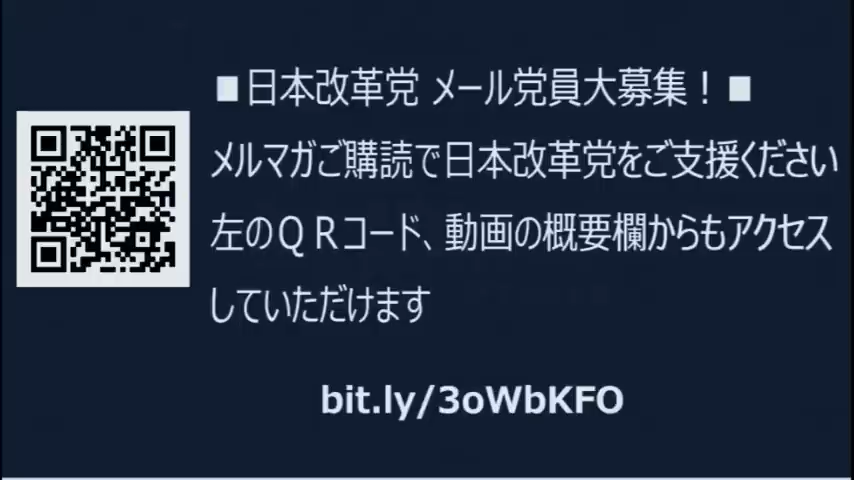 ■日本改革党 メール党員大募集！■
メルマガご購読で日本改革党をご支援ください
左のＱＲコード、動画の概要欄からもアクセス
していただけます
bit.ly/3oWbKFO